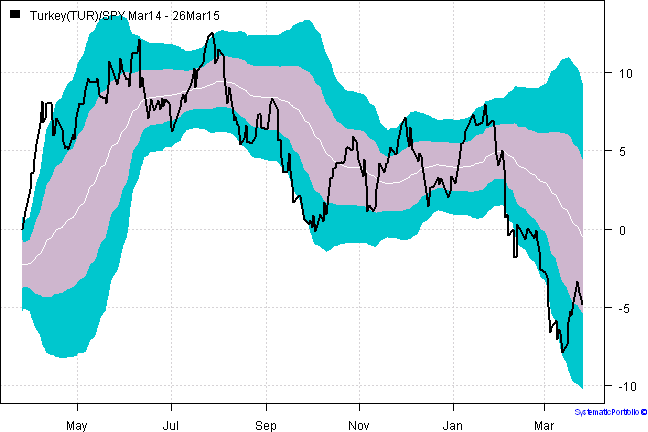 Turkey(TUR)/SPY Mar14 - 26Mar15
10
5
0
-5
-10
May Jul Sep Nov Jan Mar
SystematicPortfolio ©